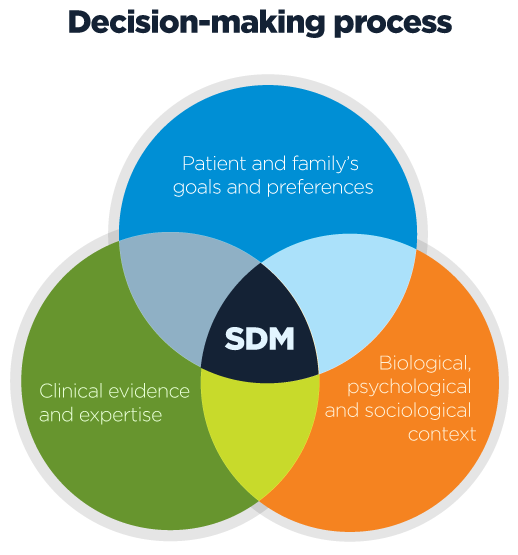 Decision-making process
Patient and family's
goals and preferences
SDM
Clinical evidence
and expertise
Biological,
psychological
and sociological
context